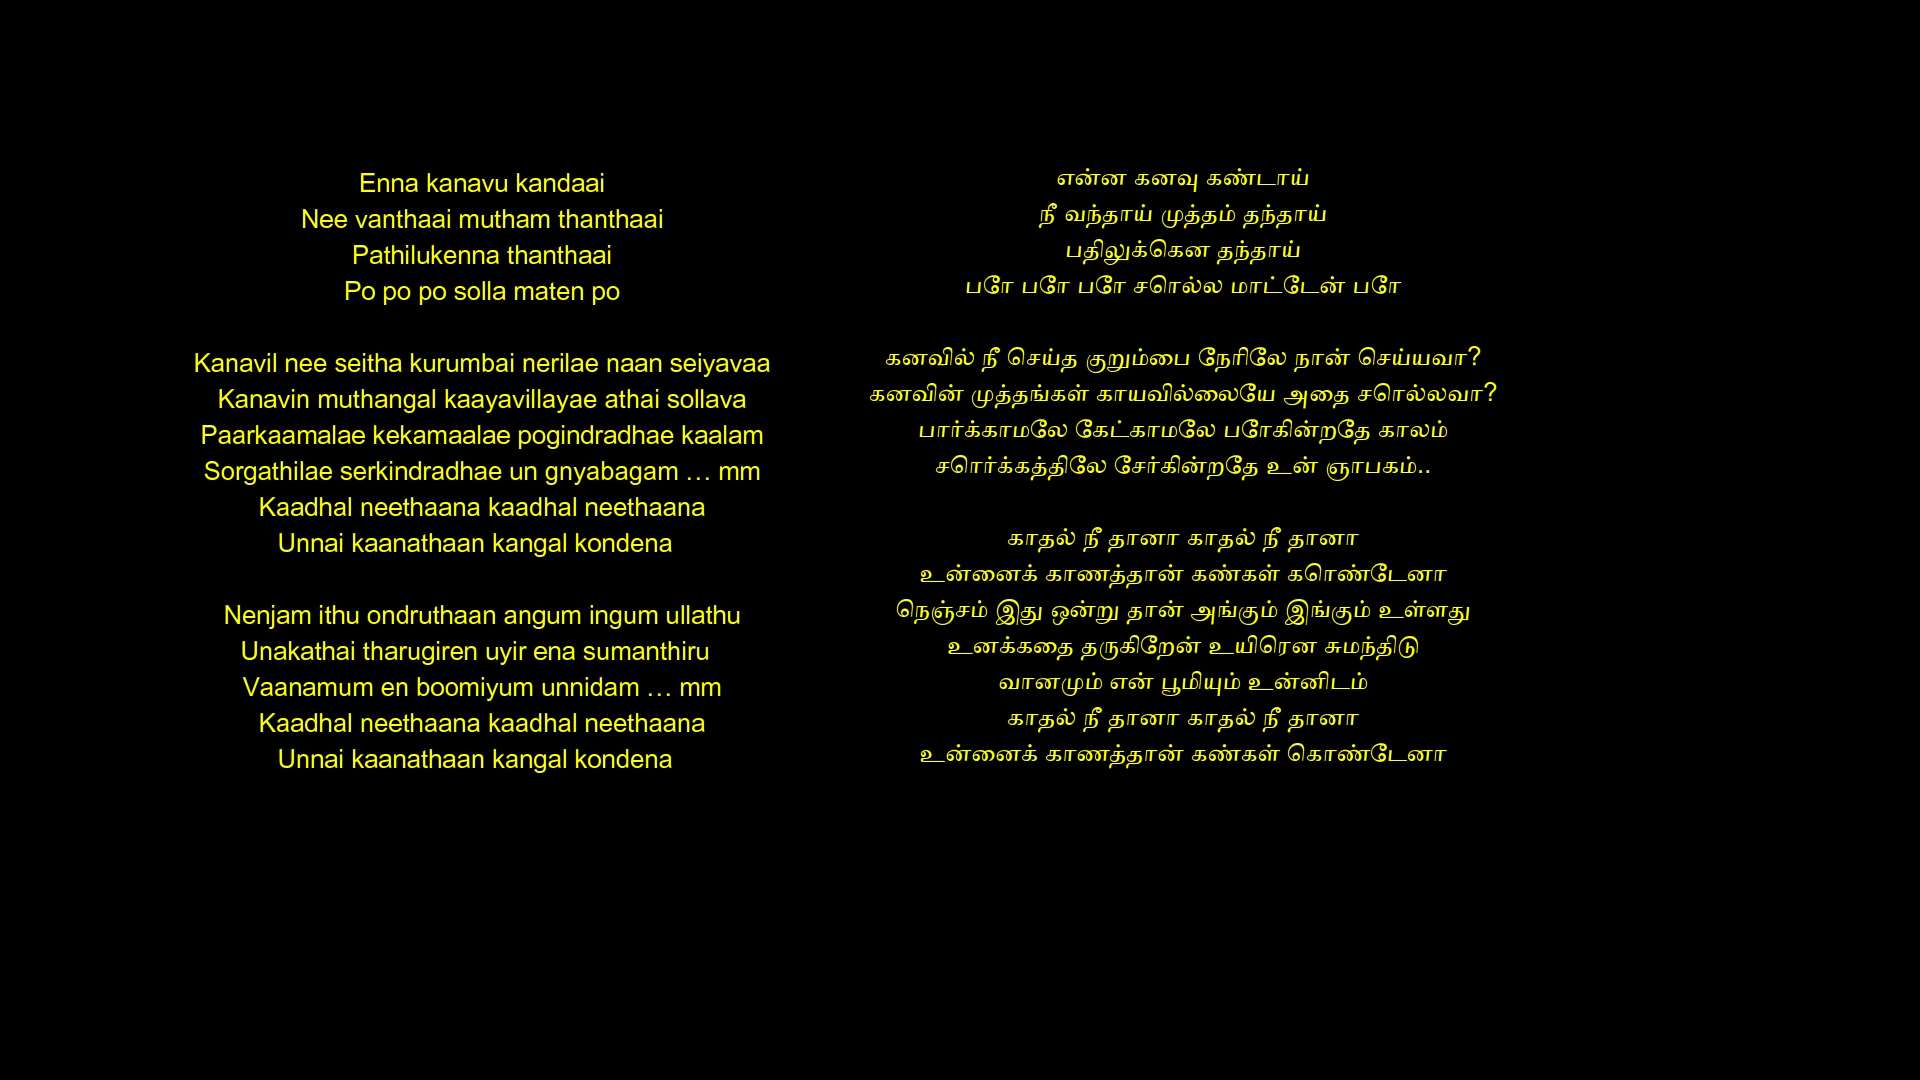 Enna kanavu kandaai
Nee vanthaai mutham thanthaai
Pathilukenna thanthaai
Po po po solla maten po
Kanavil nee seitha kurumbai nerilae naan seiyavaa
Kanavin muthangal kaayavillayae athai sollava
Paarkaamalae kekamaalae pogindradhae kaalam
Sorgathilae serkindradhae un gnyabagam … mm
Kaadhal neethaana kaadhal neethaana
Unnai kaanathaan kangal kondena
Nenjam ithu ondruthaan angum ingum ullathu
Unakathai tharugiren uyir ena sumanthiru
Vaanamum en boomiyum unnidam … mm
Kaadhal neethaana kaadhal neethaana
Unnai kaanathaan kangal kondena
என்ன கனவு கண்டாய்
நீ வந்தாய் முத்தம் தந்தாய்
பதிலுக்கென தந்தாய்
பரே பரே பரே சரெல்ல மாட்டேன் பரே
கனவில் நீ செய்த குறும்பை நேரிலே நான் செய்யவா?
கனவின் முத்தங்கள் காயவில்லையே அதை சரெல்லவா?
பார்க்காமலே கேட்காமலே பரேகின்றதே காலம்
சரெர்க்கத்திலே சேர்கின்றதே உன் ஞாபகம்..
காதல் நீ தானா காதல் நீ தானா
உன்னைக் காணத்தான் கண்கள் கரெண்டேனா
நெஞ்சம் இது ஒன்று தான் அங்கும் இங்கும் உள்ளது
உனக்கதை தருகிறேன் உயிரென சுமந்திடு
வானமும் என் பூமியும் உன்னிடம்
காதல் நீ தானா காதல் நீ தானா
உன்னைக் காணத்தான் கண்கள் கொண்டேனா